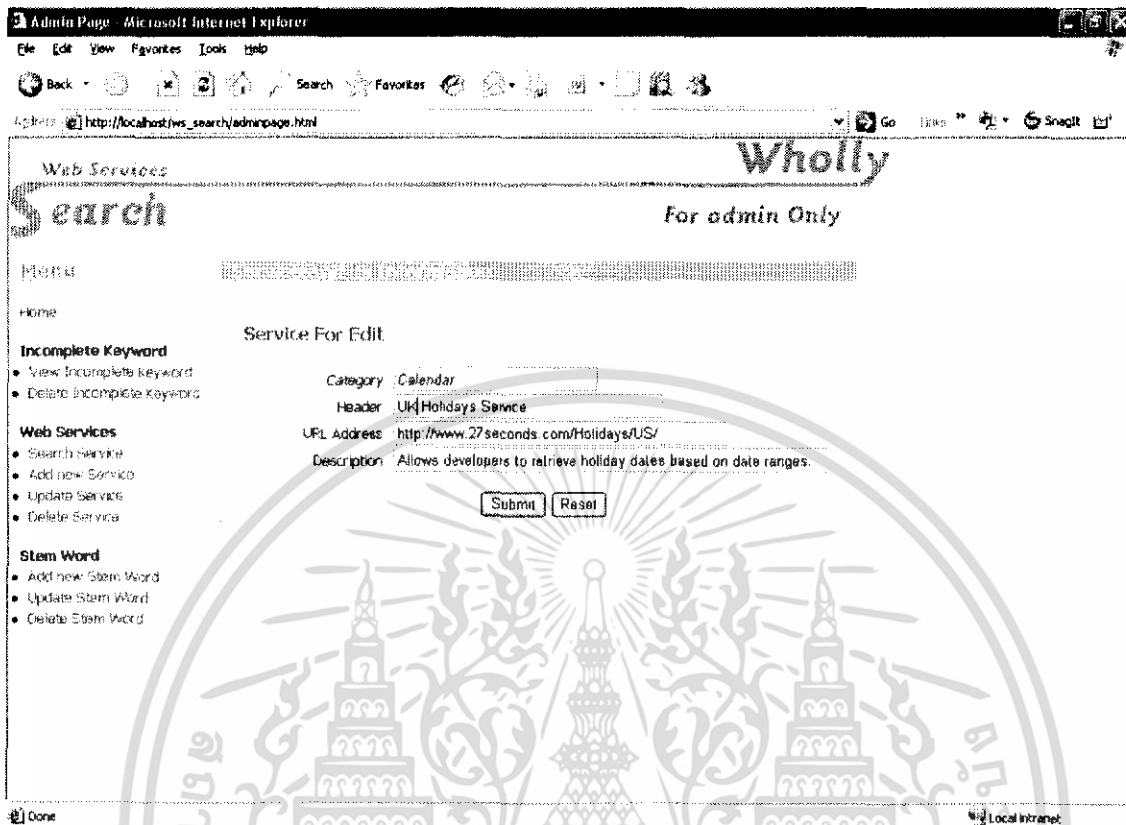 Admin Page - Microsoft Internet Explorer
File Edit View Favorites Tools Help
Back Search Favorites
Address http://localhost/ws_search/adminpage.html Go Links » SnagIt
Web Services Wholly
Search For admin Only
Menu
Home
Service For Edit
Incomplete Keyword
• View Incomplete Keyword
• Delete Incomplete Keyword
Category Calendar
Header UK Holidays Service
URL Address http://www.27seconds.com/Holidays/US/
Description Allows developers to retrieve holiday dates based on date ranges.
Submit Reset
Web Services
• Search Service
• Add new Service
• Update Service
• Delete Service
Stem Word
• Add new Stem Word
• Update Stem Word
• Delete Stem Word
Done Local intranet